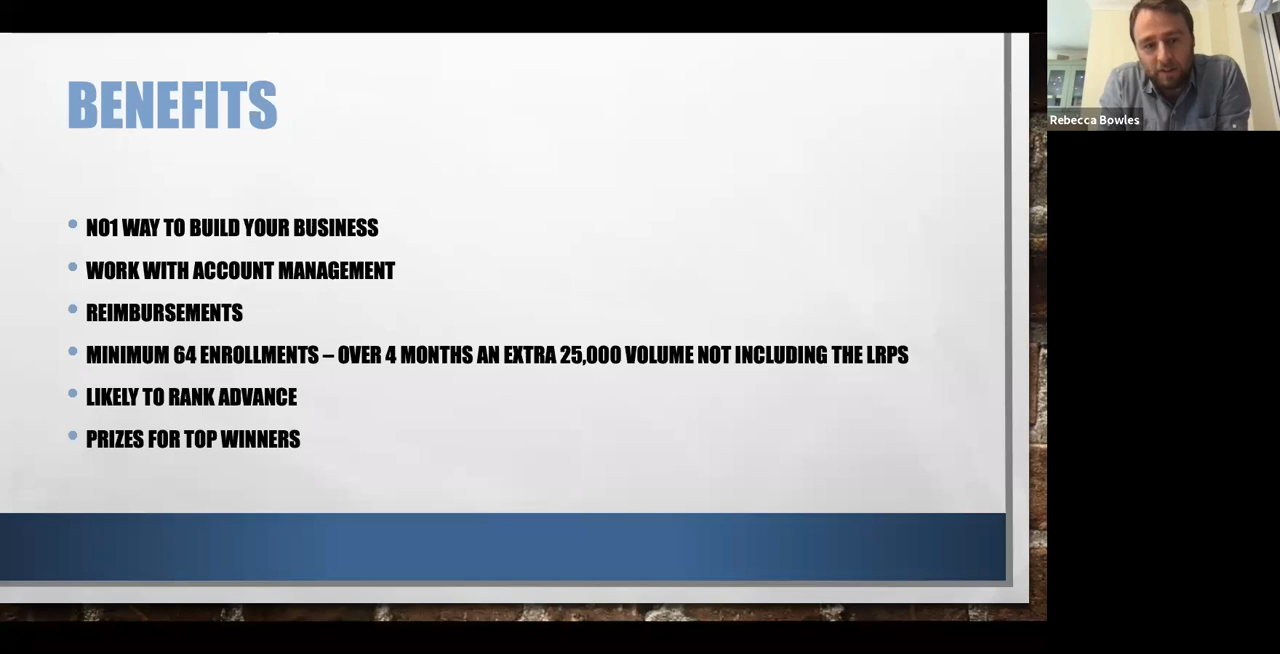 BENEFITS
NO1 WAY TO BUILD YOUR BUSINESS
WORK WITH ACCOUNT MANAGEMENT
REIMBURSEMENTS
MINIMUM 64 ENROLLMENTS – OVER 4 MONTHS AN EXTRA 25,000 VOLUME NOT INCLUDING THE LRPS
LIKELY TO RANK ADVANCE
PRIZES FOR TOP WINNERS
Rebecca Bowles